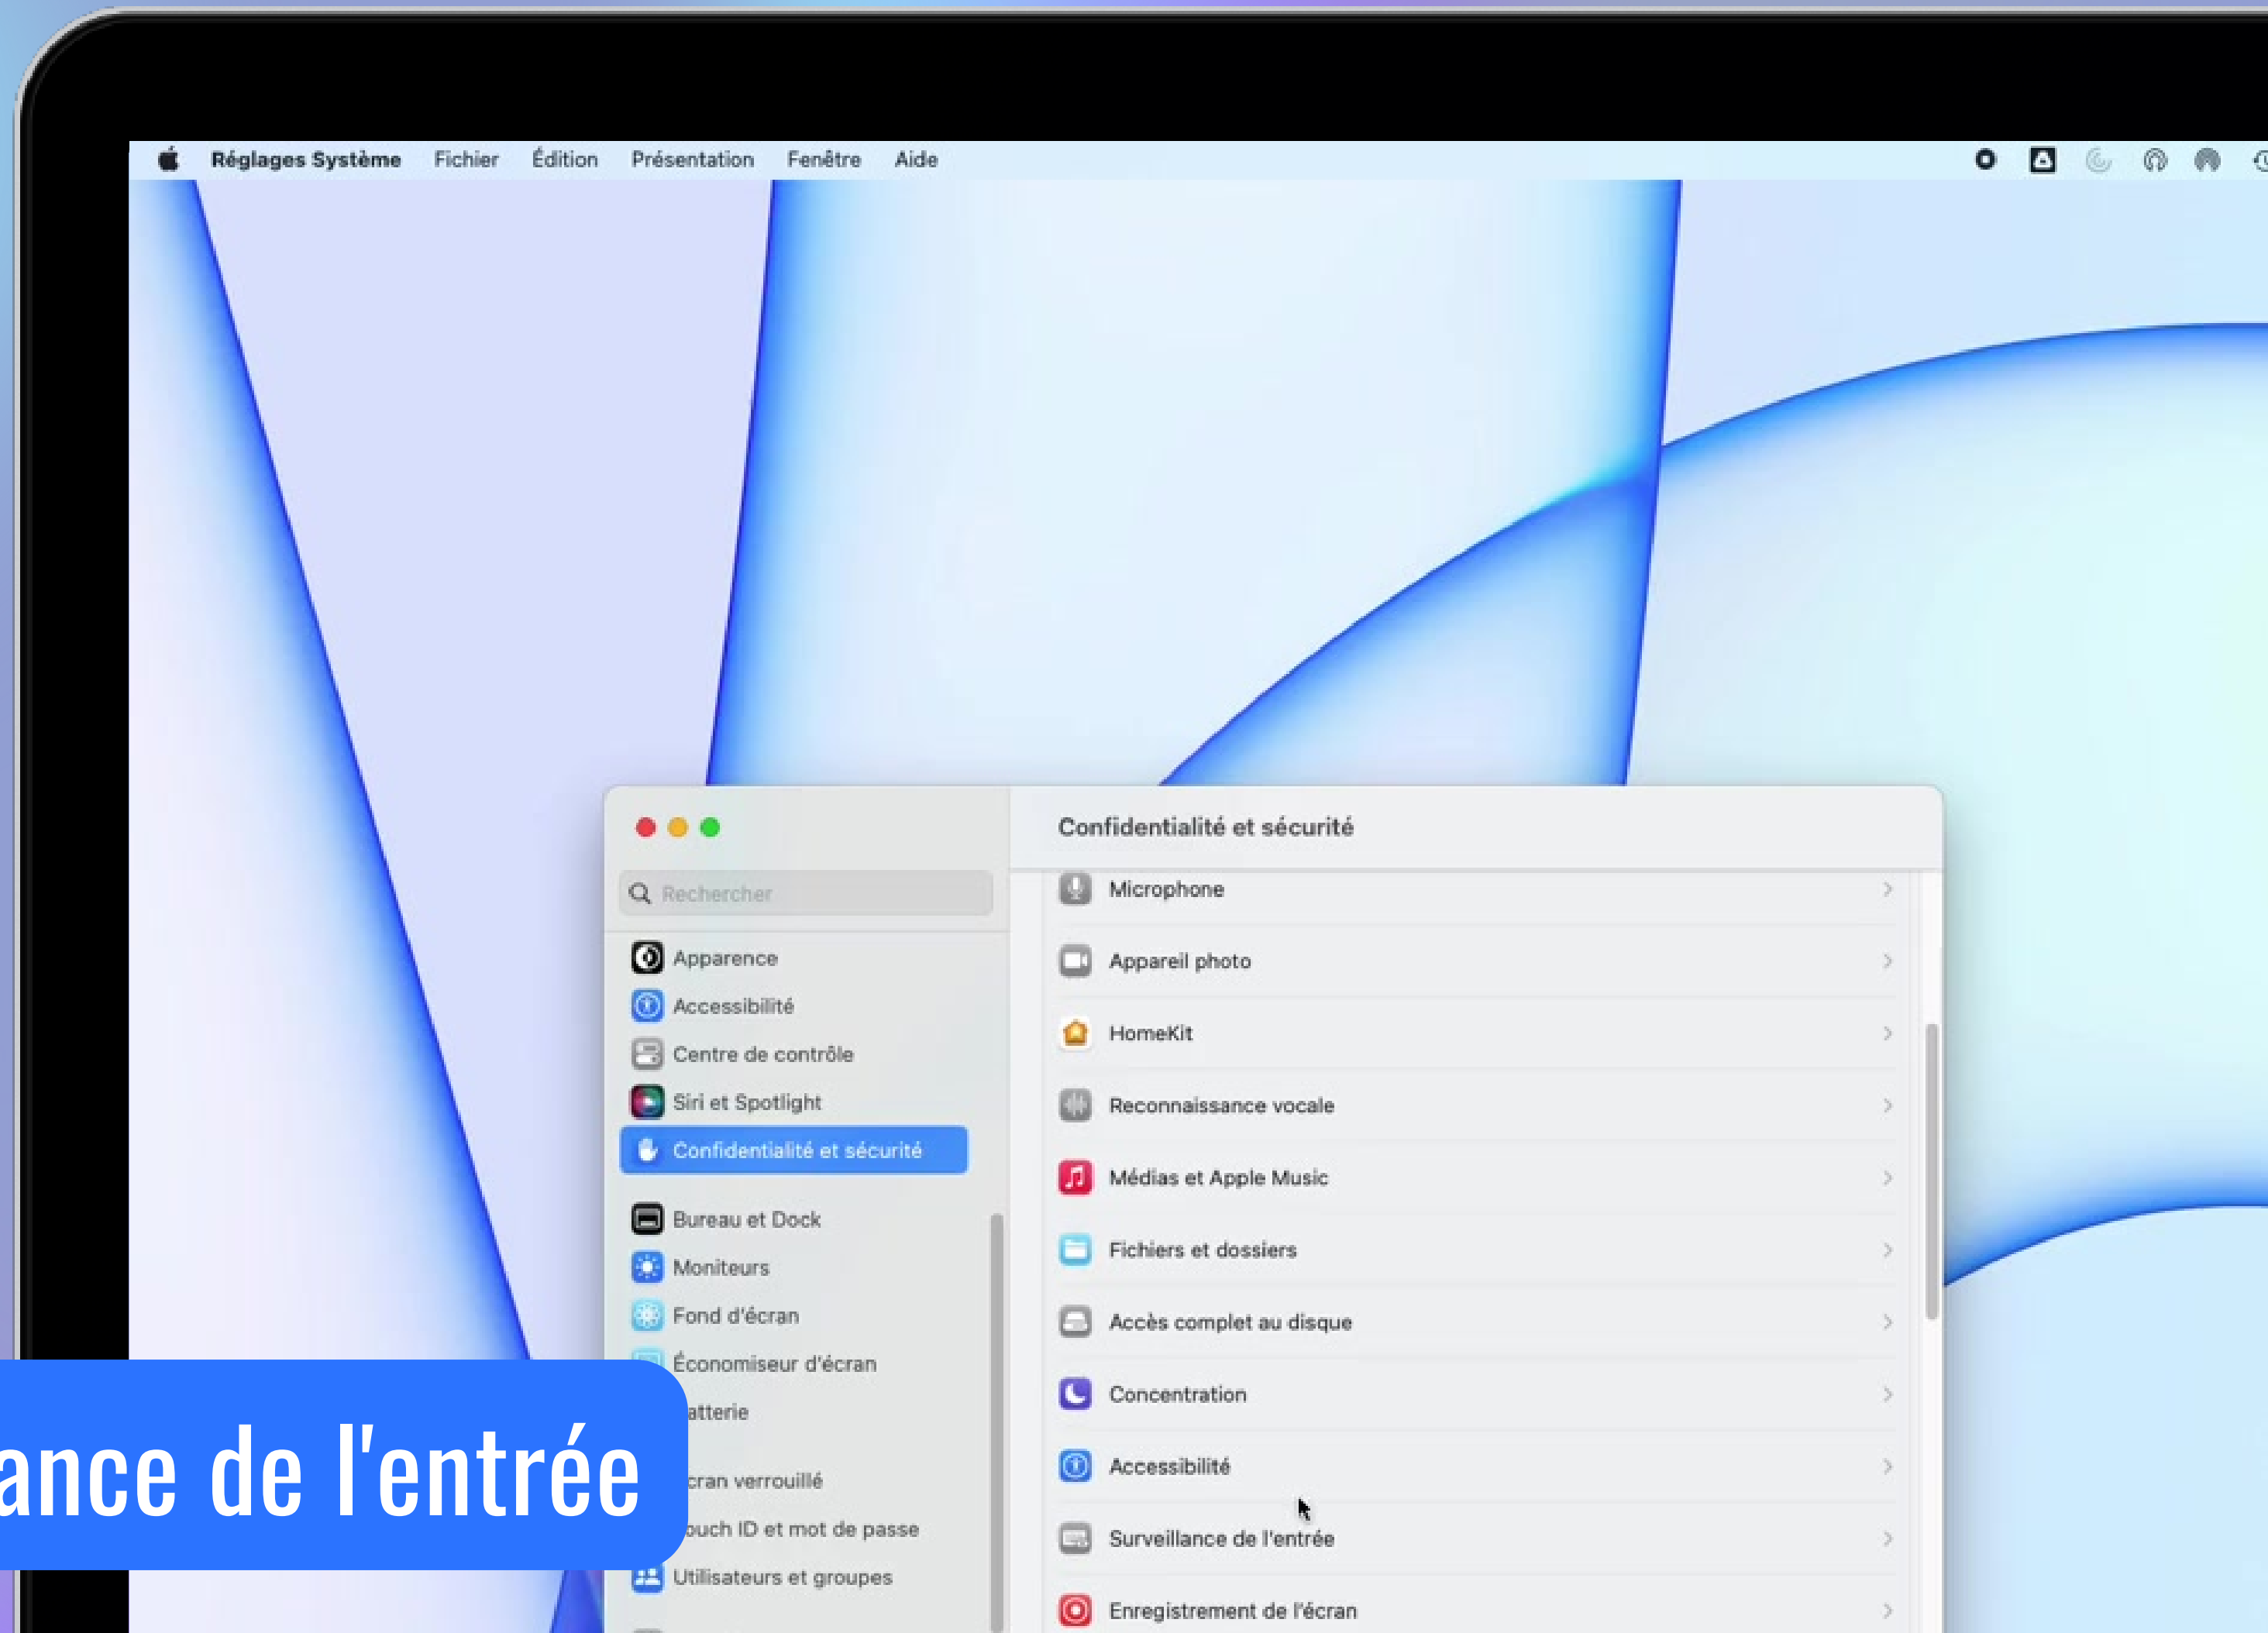 Réglages Système Fichier Édition Présentation Fenêtre Aide
Confidentialité et sécurité
Rechercher
Apparence
Accessibilité
Centre de contrôle
Siri et Spotlight
Confidentialité et sécurité
Bureau et Dock
Moniteurs
Fond d'écran
Économiseur d'écran
atterie
cran verrouillé
ouch ID et mot de passe
Utilisateurs et groupes
Microphone
Appareil photo
HomeKit
Reconnaissance vocale
Médias et Apple Music
Fichiers et dossiers
Accès complet au disque
Concentration
Accessibilité
Surveillance de l'entrée
Enregistrement de l'écran
ance de l'entrée